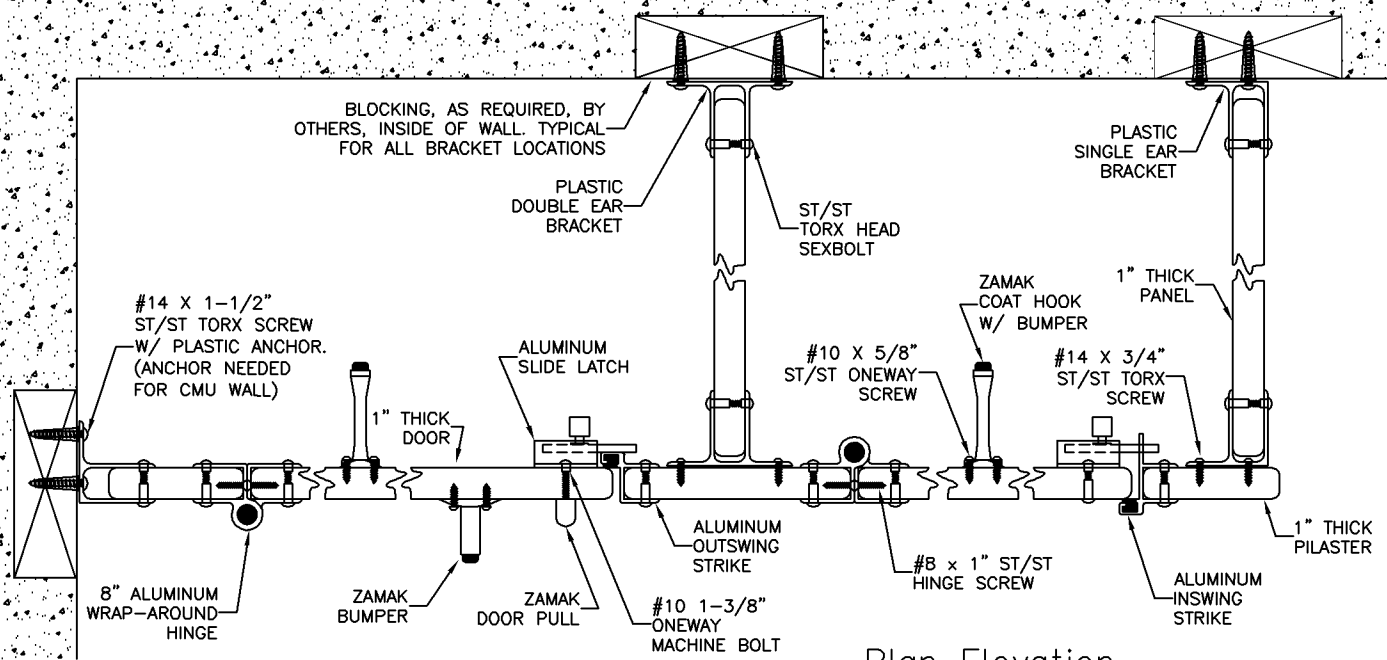 BLOCKING, AS REQUIRED, BY
OTHERS, INSIDE OF WALL. TYPICAL
FOR ALL BRACKET LOCATIONS
PLASTIC
DOUBLE EAR
BRACKET
ST/ST
TORX HEAD
SEXBOLT
PLASTIC
SINGLE EAR
BRACKET
#14 X 1-1/2"
ST/ST TORX SCREW
W/ PLASTIC ANCHOR.
(ANCHOR NEEDED
FOR CMU WALL)
1" THICK
DOOR
ALUMINUM
SLIDE LATCH
ZAMAK
COAT HOOK
W/ BUMPER
1" THICK
PANEL
#10 X 5/8"
ST/ST ONEWAY
SCREW
#14 X 3/4"
ST/ST TORX
SCREW
8" ALUMINUM
WRAP-AROUND
HINGE
ZAMAK
BUMPER
ZAMAK
DOOR PULL
#10 1-3/8"
ONEWAY
MACHINE BOLT
ALUMINUM
OUTSWING
STRIKE
#8 x 1" ST/ST
HINGE SCREW
ALUMINUM
INSWING
STRIKE
1" THICK
PILASTER
Plan Elevation